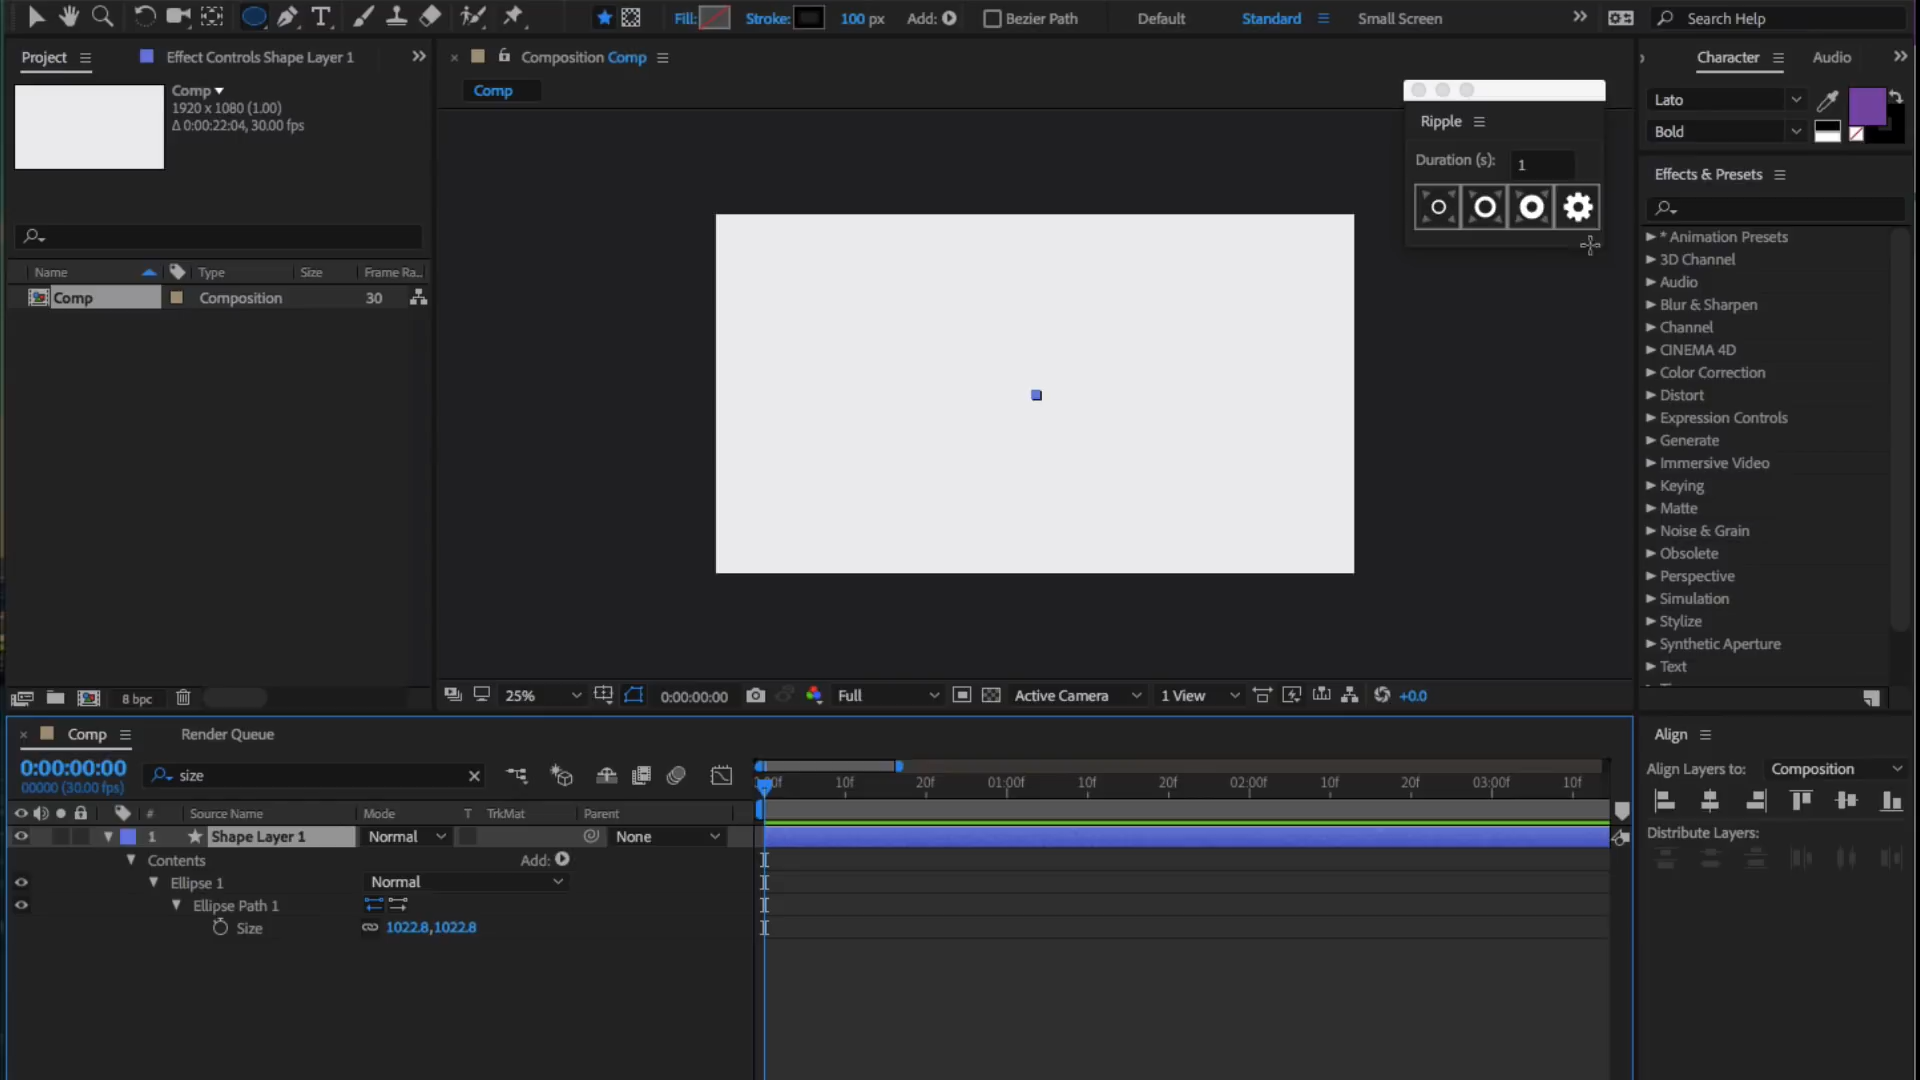 Fill: Stroke: 100 px Add: Bezier Path Default Standard Small Screen Search Help
Project Effect Controls Shape Layer 1
Comp
1920 x 1080 (1.00)
Δ 0:00:22:04, 30.00 fps
Name Type Size Frame Ra...
Comp Composition 30
8 bpc
Composition Comp
Comp
Ripple
Duration (s): 1
25% 0:00:00:00 Full Active Camera 1 View +0.0
Character Audio
Lato
Bold
Effects & Presets
* Animation Presets
3D Channel
Audio
Blur & Sharpen
Channel
CINEMA 4D
Color Correction
Distort
Expression Controls
Generate
Immersive Video
Keying
Matte
Noise & Grain
Obsolete
Perspective
Simulation
Stylize
Synthetic Aperture
Text
Comp Render Queue
0:00:00:00
00000 (30.00 fps)
size
10f 20f 01:00f 10f 20f 02:00f 10f 20f 03:00f 10f
# Source Name Mode T TrkMat Parent
1 Shape Layer 1 Normal None
Contents Add:
Ellipse 1 Normal
Ellipse Path 1
Size 1022.8,1022.8
Align
Align Layers to: Composition
Distribute Layers: